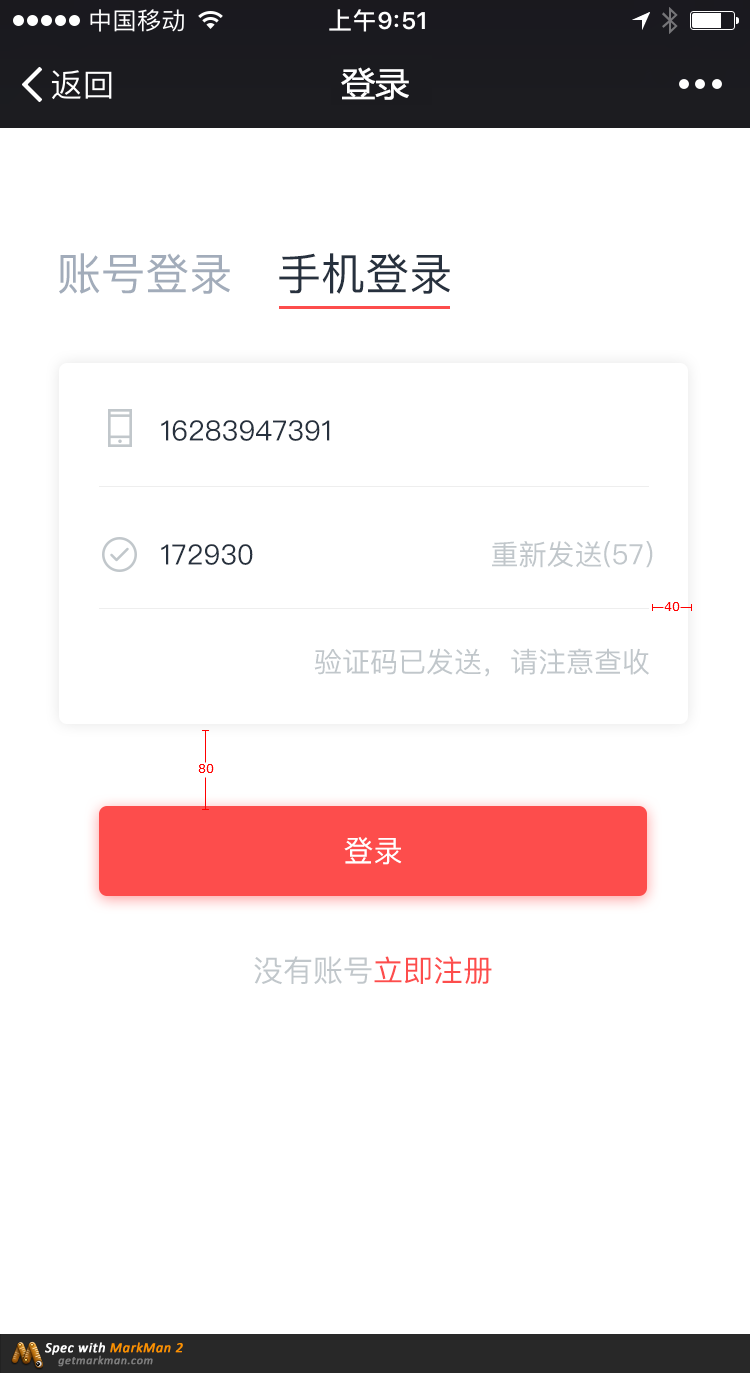 中国移动 上午9:51
返回 登录
账号登录 手机登录
16283947391
172930 重新发送(57)
40
验证码已发送，请注意查收
80
登录
没有账号立即注册
Spec with MarkMan 2
getmarkman.com